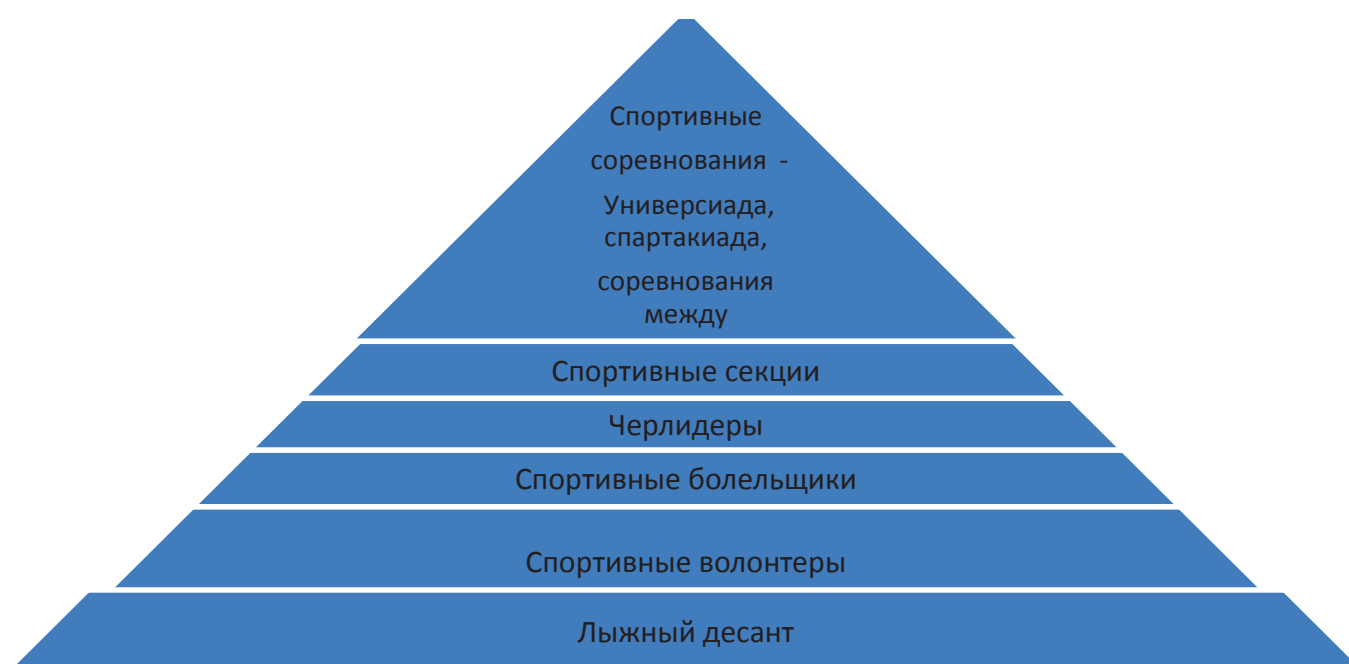 Спортивные
соревнования -
Универсиада,
спартакиада,
соревнования
между
Спортивные секции
Черлидеры
Спортивные болельщики
Спортивные волонтеры
Лыжный десант